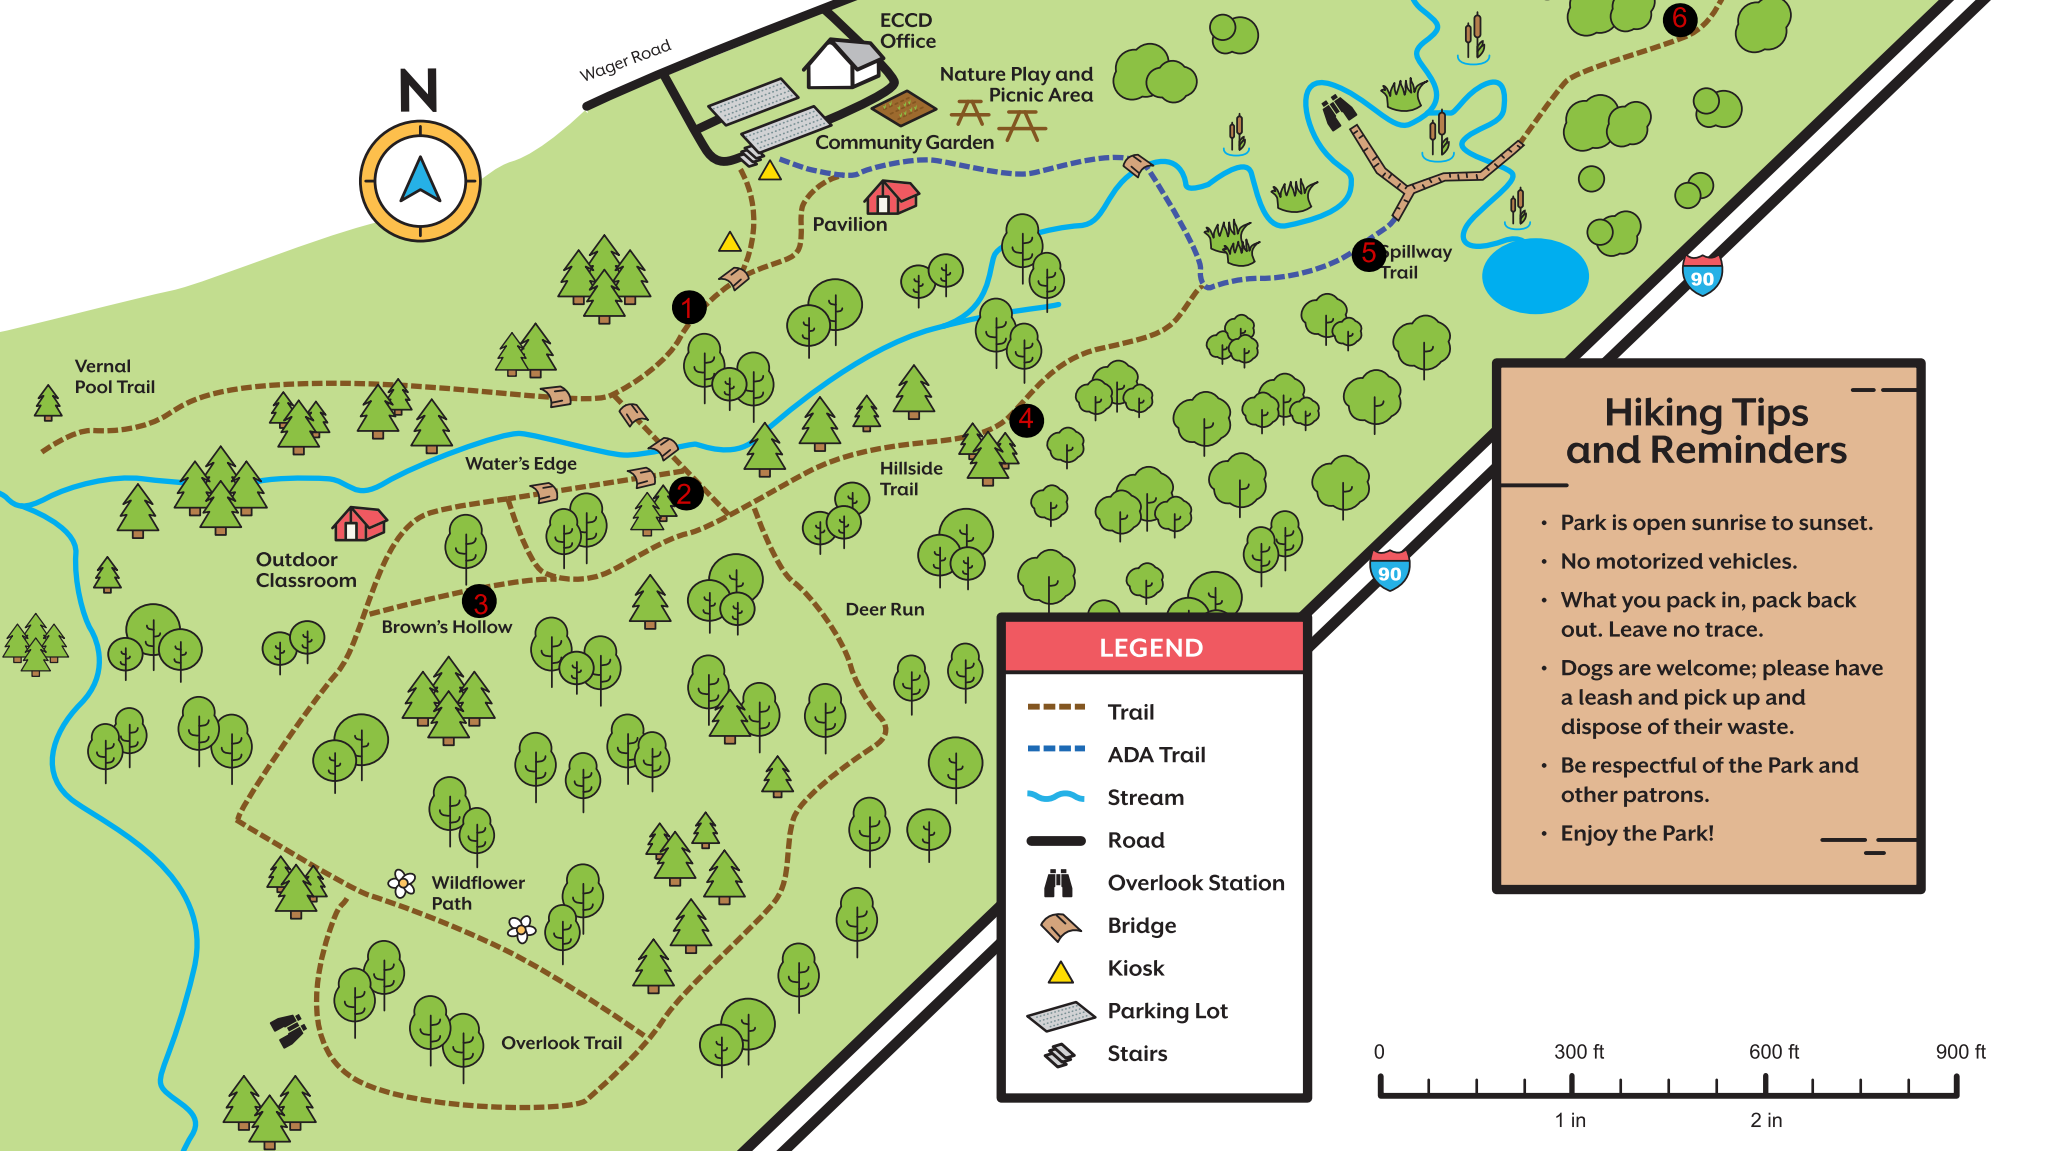 N
Wager Road
ECCD
Office
Nature Play and
Picnic Area
Community Garden
Pavilion
6
5
Spillway
Trail
90
1
Vernal
Pool Trail
4
Water's Edge
Hillside
Trail
2
Outdoor
Classroom
3
Brown's Hollow
Deer Run
90
Wildflower
Path
Overlook Trail
LEGEND
Trail
ADA Trail
Stream
Road
Overlook Station
Bridge
Kiosk
Parking Lot
Stairs
Hiking Tips
and Reminders
• Park is open sunrise to sunset.
• No motorized vehicles.
• What you pack in, pack back
out. Leave no trace.
• Dogs are welcome; please have
a leash and pick up and
dispose of their waste.
• Be respectful of the Park and
other patrons.
• Enjoy the Park!
0 300 ft 600 ft 900 ft
1 in 2 in